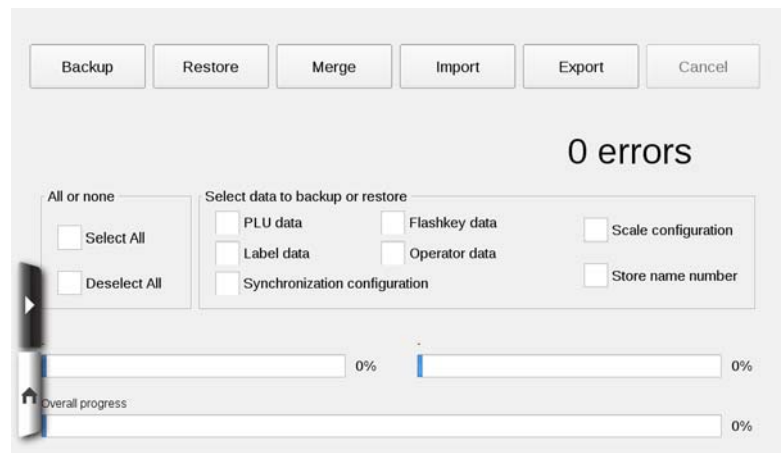 Backup Restore Merge Import Export Cancel
0 errors
All or none
Select All
Deselect All
Select data to backup or restore
PLU data Flashkey data Scale configuration
Label data Operator data
Synchronization configuration Store name number
0% 0%
Overall progress
0%